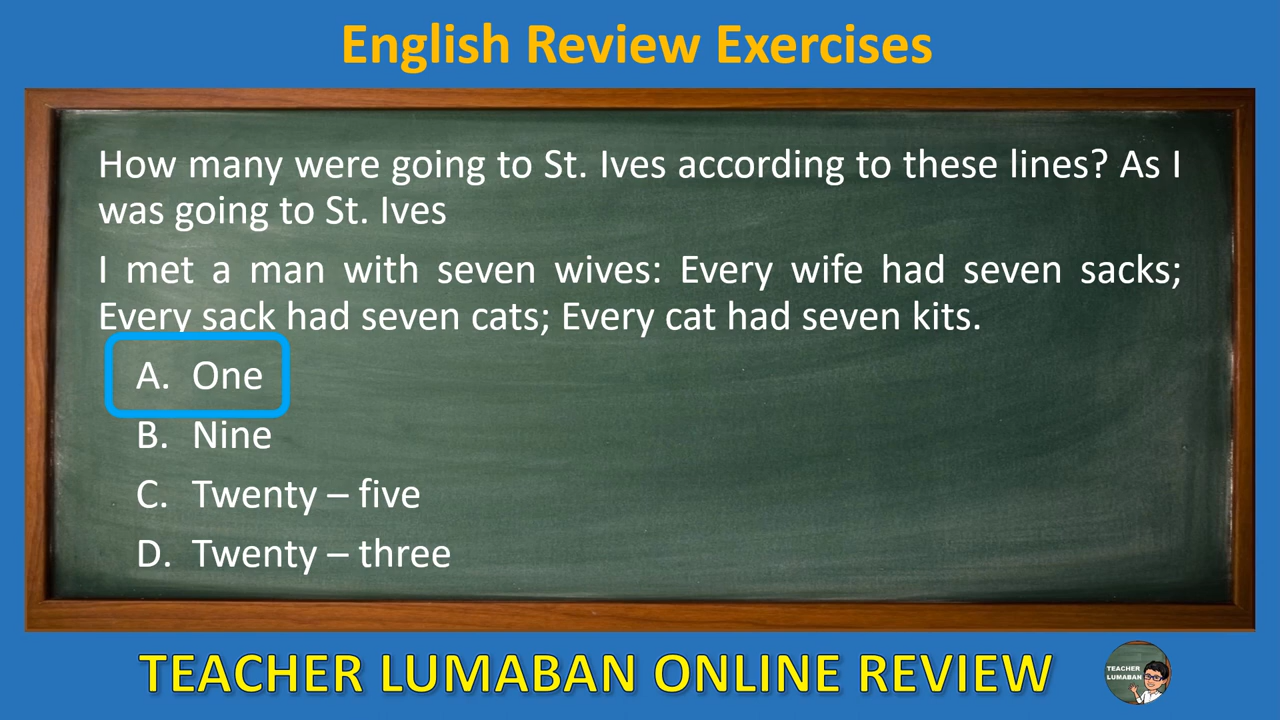 English Review Exercises
How many were going to St. Ives according to these lines? As I
was going to St. Ives
I met a man with seven wives: Every wife had seven sacks;
Every sack had seven cats; Every cat had seven kits.
A. One
B. Nine
C. Twenty – five
D. Twenty – three
TEACHER LUMABAN ONLINE REVIEW
TEACHER
LUMABAN